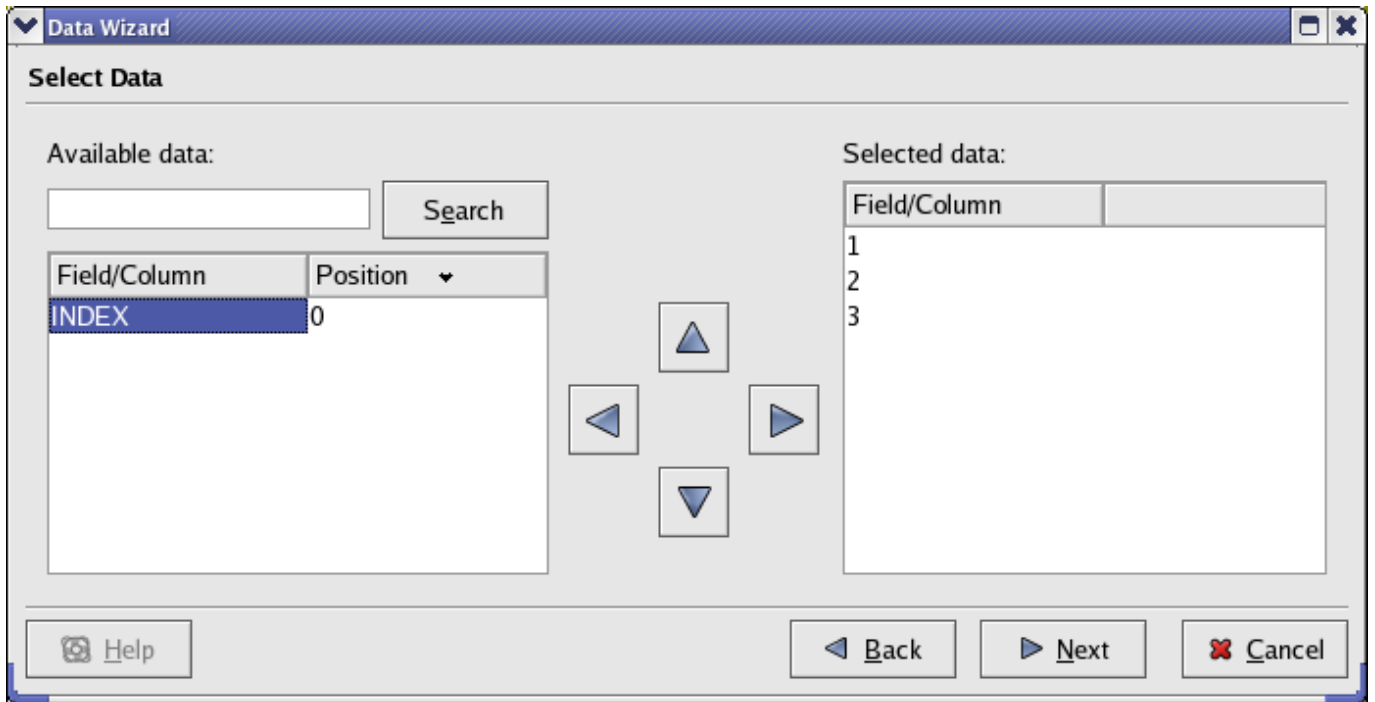 Data Wizard
Select Data
Available data:
Search
Field/Column Position
INDEX 0
Selected data:
Field/Column
1
2
3
Help Back Next Cancel